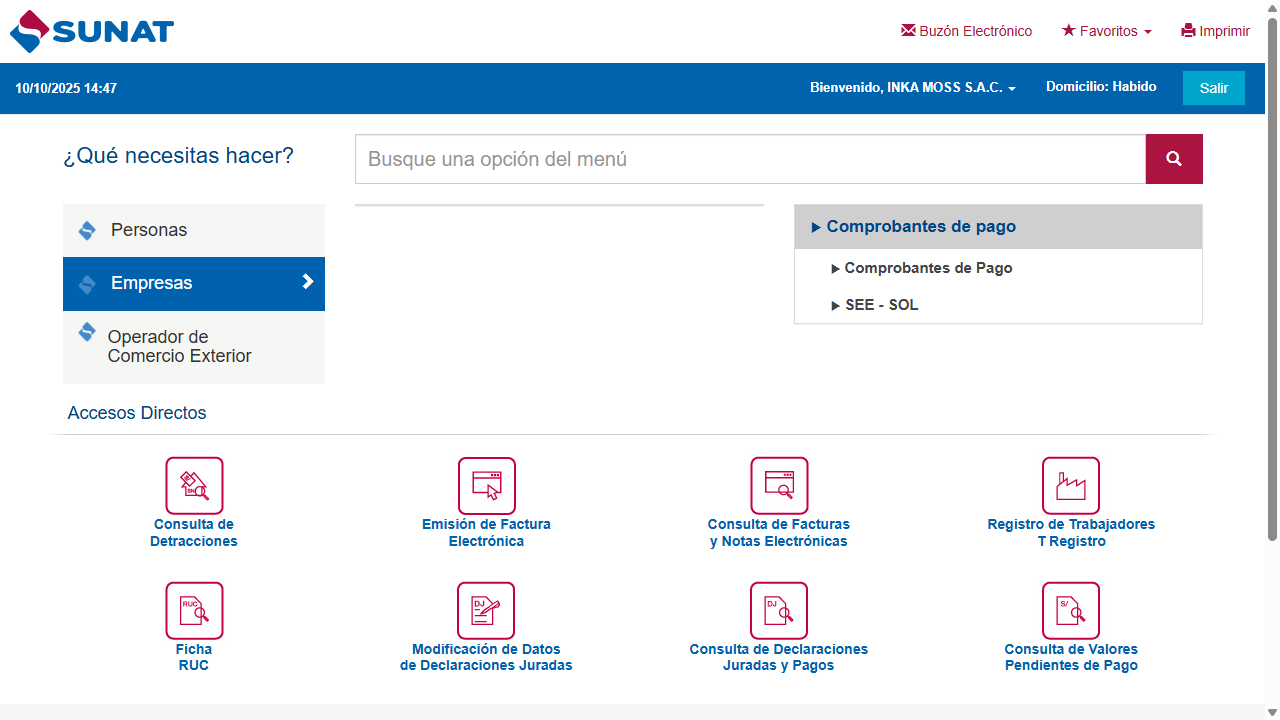 SUNAT
Buzón Electrónico
Favoritos
Imprimir
10/10/2025 14:47
Bienvenido, INKA MOSS S.A.C.
Domicilio: Habido
Salir
¿Qué necesitas hacer?
Busque una opción del menú
Personas
Empresas
Operador de
Comercio Exterior
Comprobantes de pago
Comprobantes de Pago
SEE - SOL
Accesos Directos
Consulta de
Detracciones
Emisión de Factura
Electrónica
Consulta de Facturas
y Notas Electrónicas
Registro de Trabajadores
T Registro
RUC
Ficha
RUC
DJ
Modificación de Datos
de Declaraciones Juradas
DJ
Consulta de Declaraciones
Juradas y Pagos
S/
Consulta de Valores
Pendientes de Pago